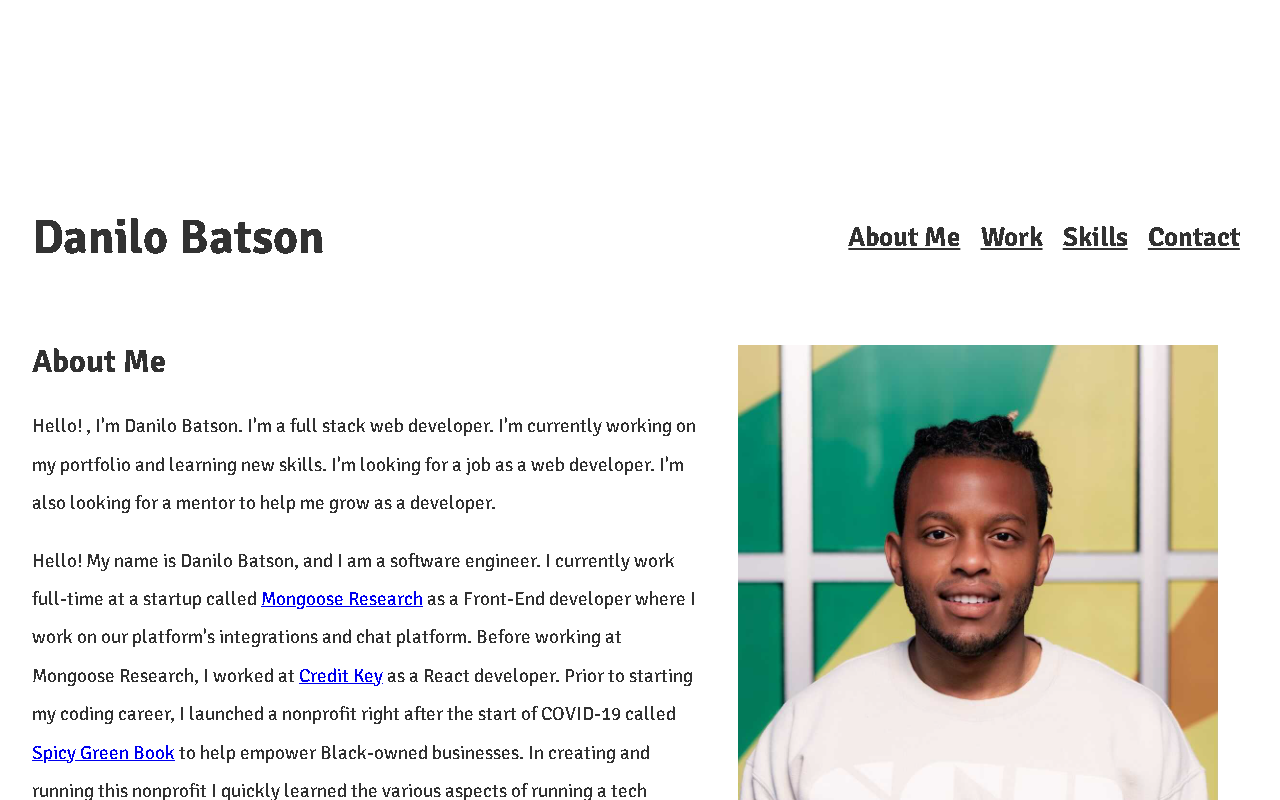 Danilo Batson
About Me Work Skills Contact
About Me
Hello! , I'm Danilo Batson. I'm a full stack web developer. I'm currently working on
my portfolio and learning new skills. I'm looking for a job as a web developer. I'm
also looking for a mentor to help me grow as a developer.
Hello! My name is Danilo Batson, and I am a software engineer. I currently work
full-time at a startup called Mongoose Research as a Front-End developer where I
work on our platform's integrations and chat platform. Before working at
Mongoose Research, I worked at Credit Key as a React developer. Prior to starting
my coding career, I launched a nonprofit right after the start of COVID-19 called
Spicy Green Book to help empower Black-owned businesses. In creating and
running this nonprofit I quickly learned the various aspects of running a tech